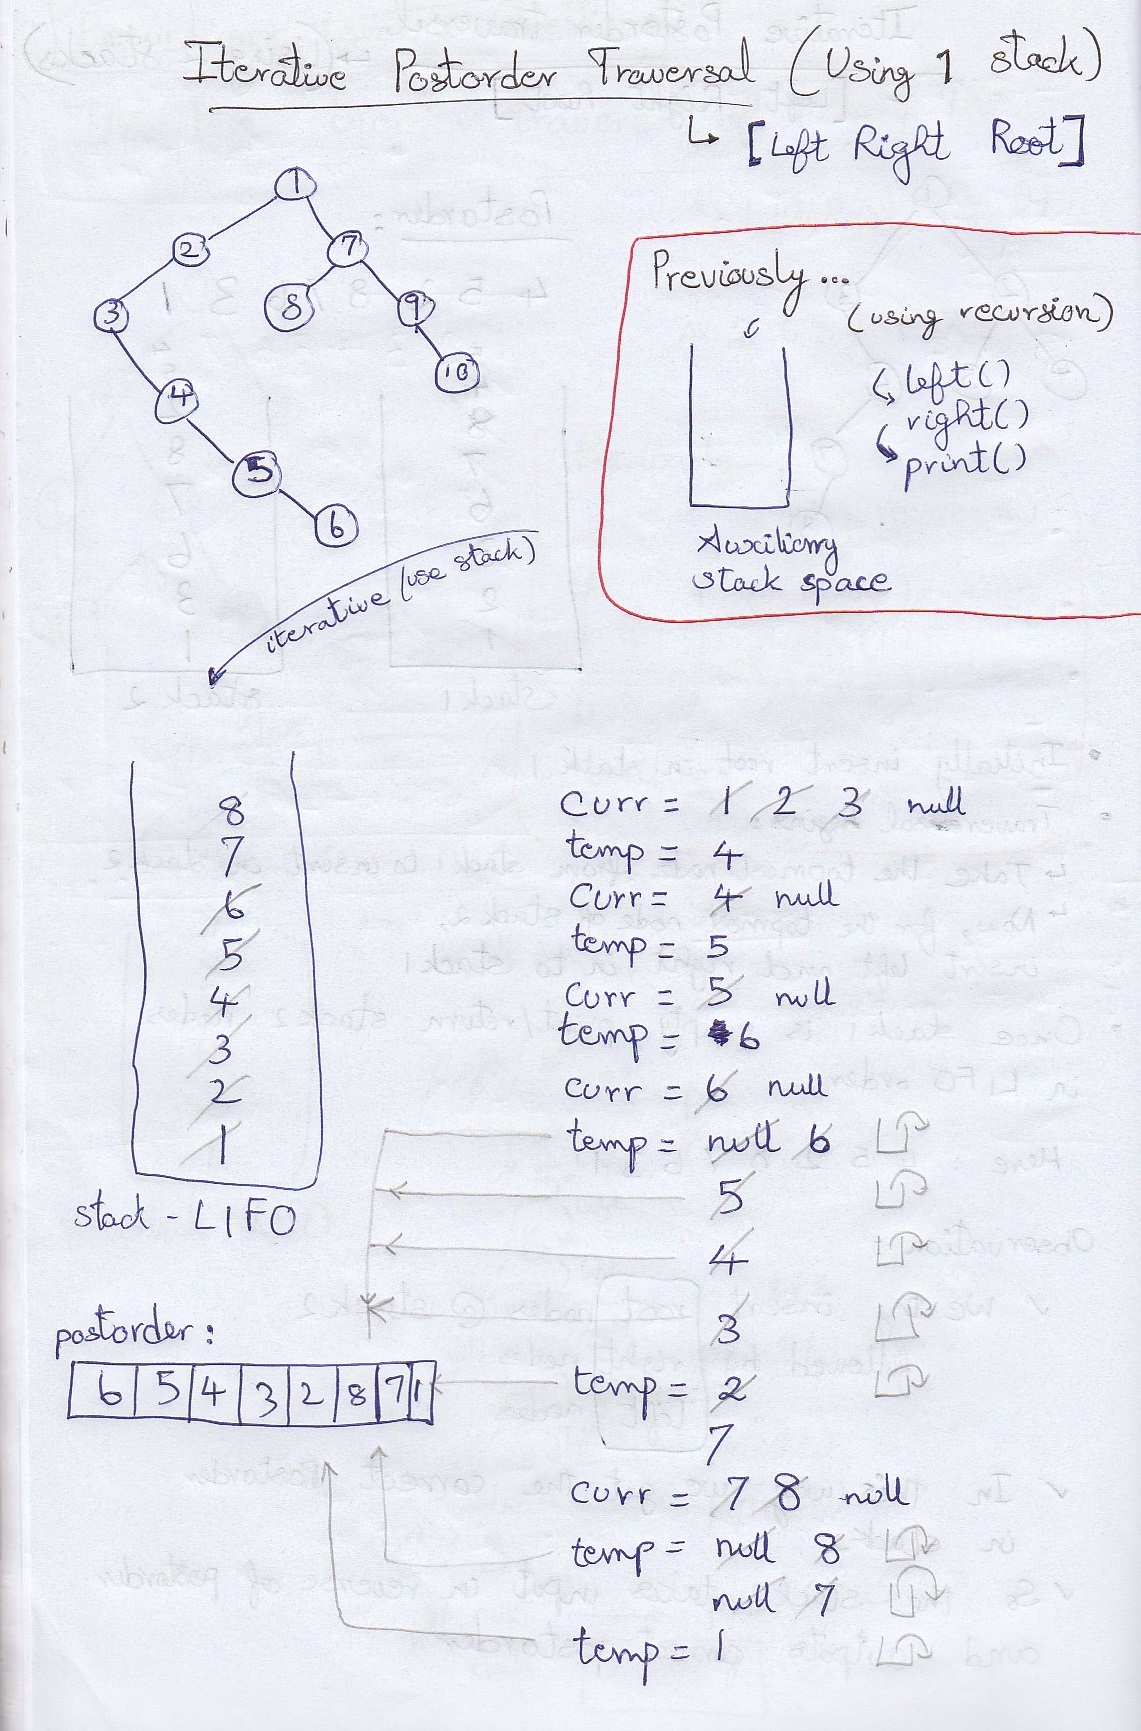 Iterative Postorder Traversal (Using 1 stack)
↳ [Left Right Root]
1
2 7
3 8 9
4 10
5
6
Previously...
(using recursion)
left()
right()
print()
Auxiliary
stack space
iterative (use stack)
8
7
6
5
4
3
2
1
stack - LIFO
curr = 1 2 3 null
temp = 4
curr = 4 null
temp = 5
curr = 5 null
temp = 6
curr = 6 null
temp = null 6
5
4
3
temp = 2
7
curr = 7 8 null
temp = null 8
null 7
temp = 1
postorder:
6 5 4 3 2 8 7 1